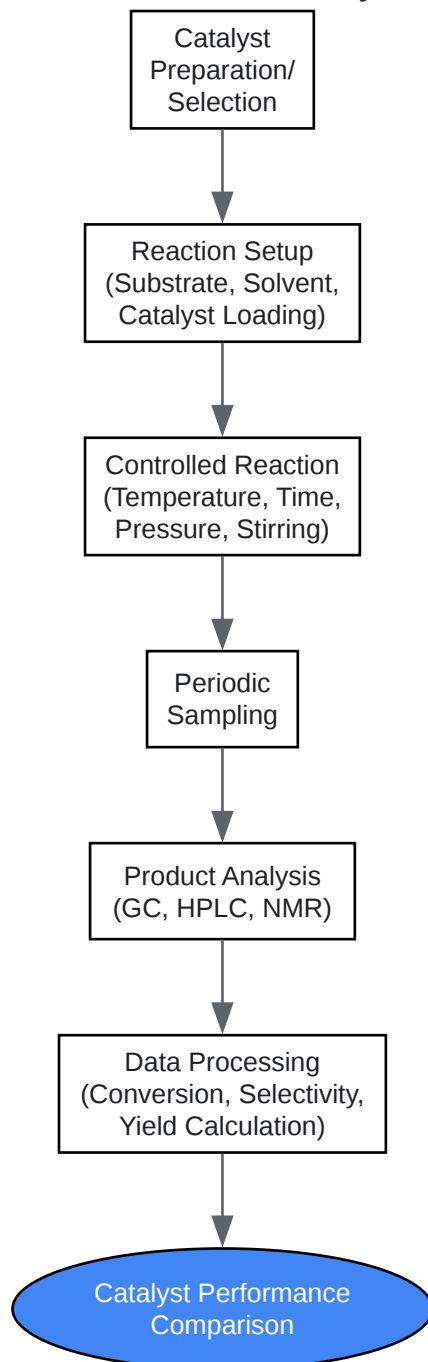 Catalyst
Preparation/
Selection
Reaction Setup
(Substrate, Solvent,
Catalyst Loading)
Controlled Reaction
(Temperature, Time,
Pressure, Stirring)
Periodic
Sampling
Product Analysis
(GC, HPLC, NMR)
Data Processing
(Conversion, Selectivity,
Yield Calculation)
Catalyst Performance
Comparison